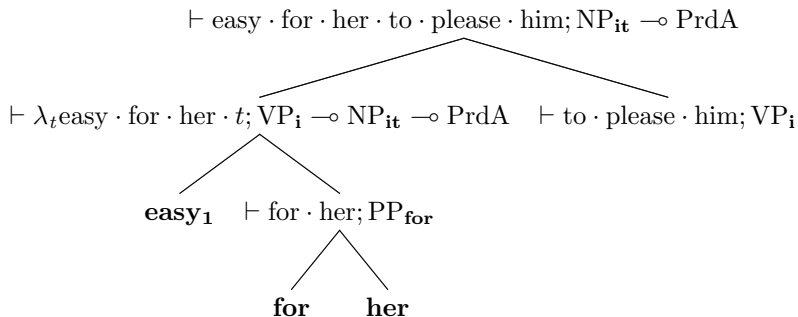 ⊢ easy · for · her · to · please · him; NP_it ⊸ PrdA
⊢ λ_t easy · for · her · t; VP_i ⊸ NP_it ⊸ PrdA ⊢ to · please · him; VP_i
easy_1 ⊢ for · her; PP_for
for her